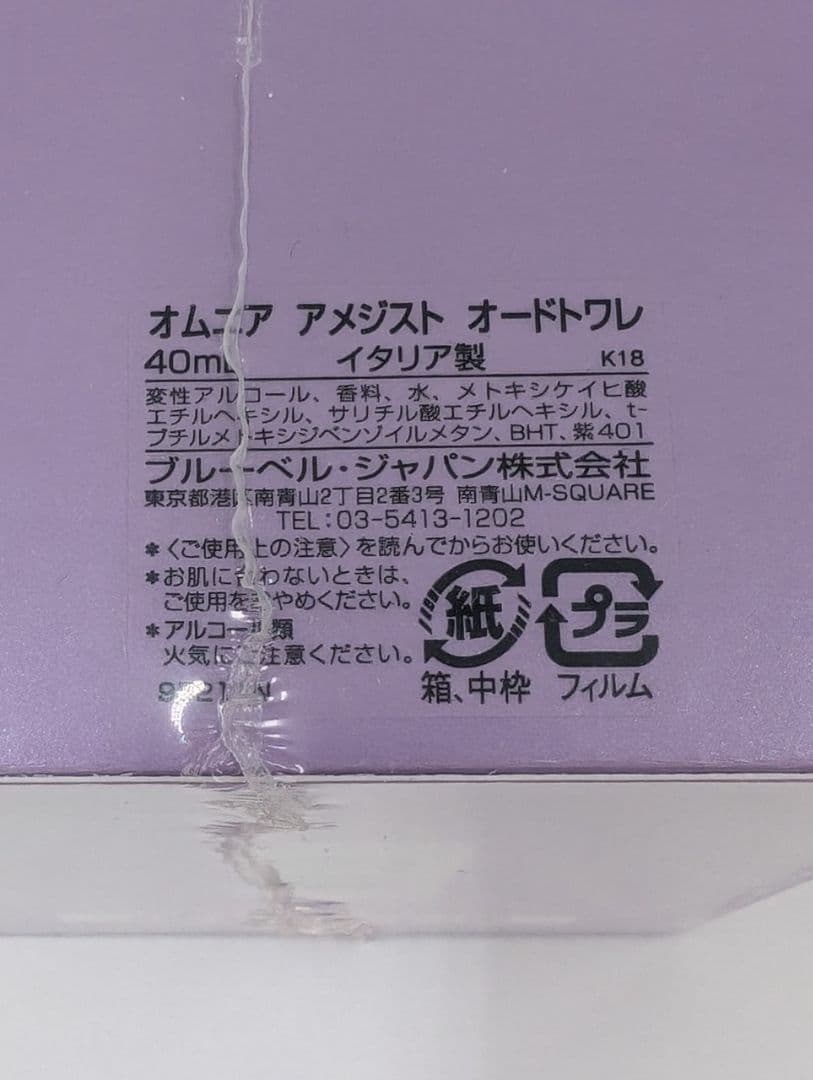 オムニア アメジスト オードトワレ
40mL イタリア製 K18
変性アルコール、香料、水、メトキシケイヒ酸
エチルヘキシル、サリチル酸エチルヘキシル、t-
ブチルメトキシジベンゾイルメタン、BHT、紫401
ブルーベル・ジャパン株式会社
東京都港区南青山2丁目2番3号 南青山M-SQUARE
TEL:03-5413-1202
*〈ご使用上の注意〉を読んでからお使いください。
*お肌に合わないときは、
ご使用をおやめください。
*アルコール類
火気にご注意ください。
紙 プラ
箱、中枠 フィルム